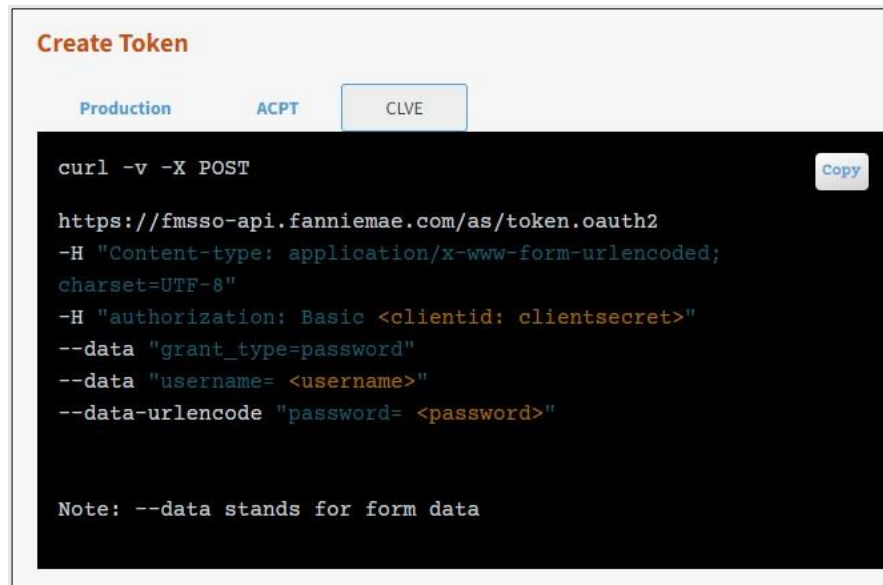 Create Token
Production ACPT CLVE
curl -v -X POST
Copy
https://fmsso-api.fanniemae.com/as/token.oauth2
-H "Content-type: application/x-www-form-urlencoded;
charset=UTF-8"
-H "authorization: Basic <clientid: clientsecret>"
--data "grant_type=password"
--data "username= <username>"
--data-urlencode "password= <password>"
Note: --data stands for form data